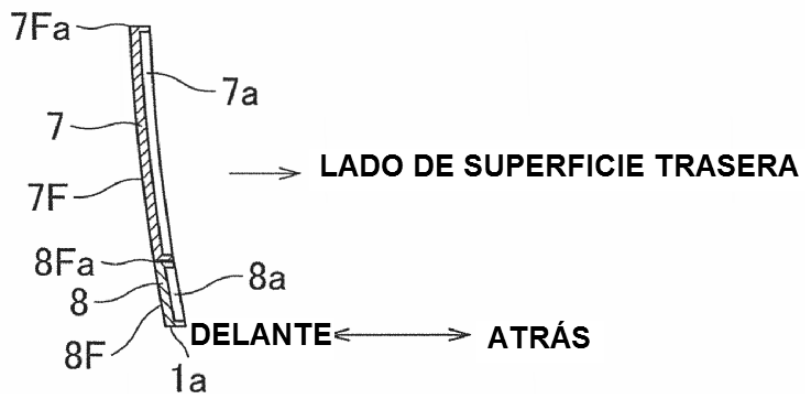 7Fa
7a
7
LADO DE SUPERFICIE TRASERA
7F
8Fa
8a
8
DELANTE ATRÁS
8F
1a